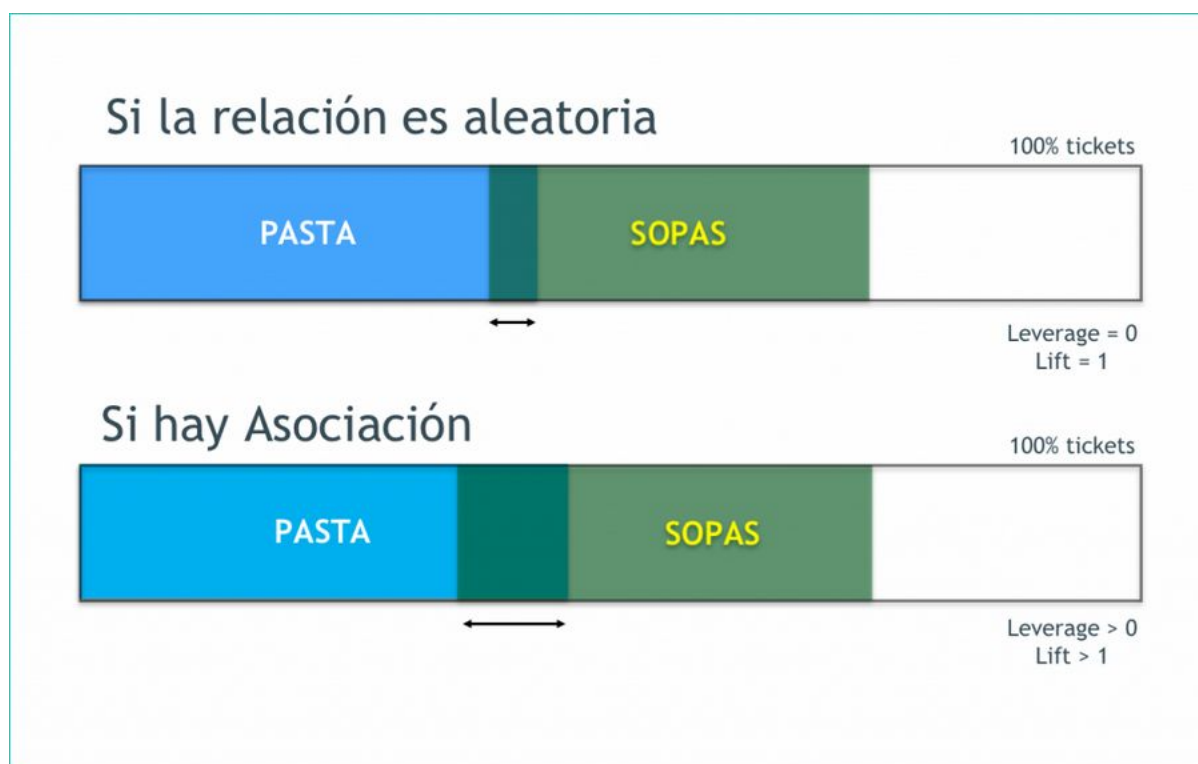 Si la relación es aleatoria
100% tickets
PASTA
SOPAS
Leverage = 0
Lift = 1
Si hay Asociación
100% tickets
PASTA
SOPAS
Leverage > 0
Lift > 1